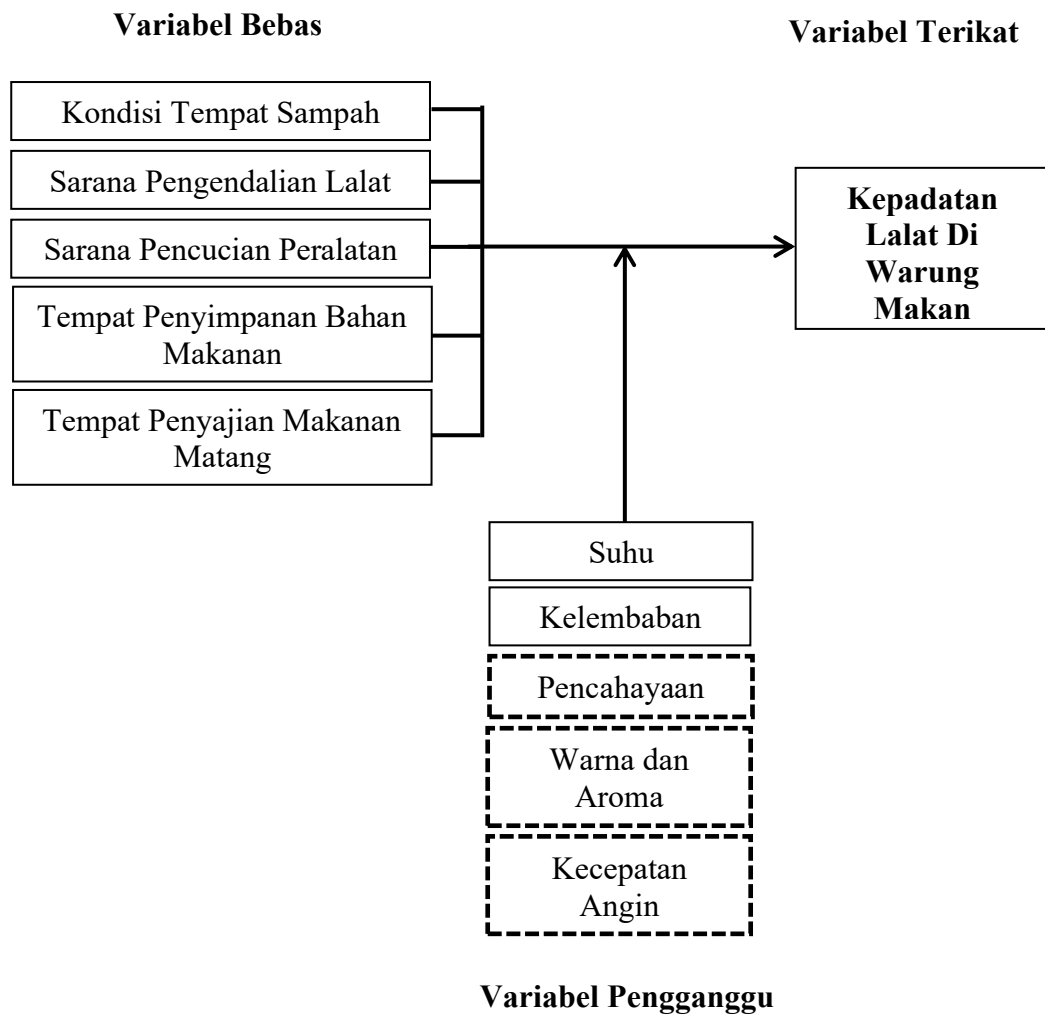 Variabel Bebas
Variabel Terikat
Kondisi Tempat Sampah
Sarana Pengendalian Lalat
Sarana Pencucian Peralatan
Tempat Penyimpanan Bahan
Makanan
Tempat Penyajian Makanan
Matang
Kepadatan
Lalat Di
Warung
Makan
Suhu
Kelembaban
Pencahayaan
Warna dan
Aroma
Kecepatan
Angin
Variabel Pengganggu